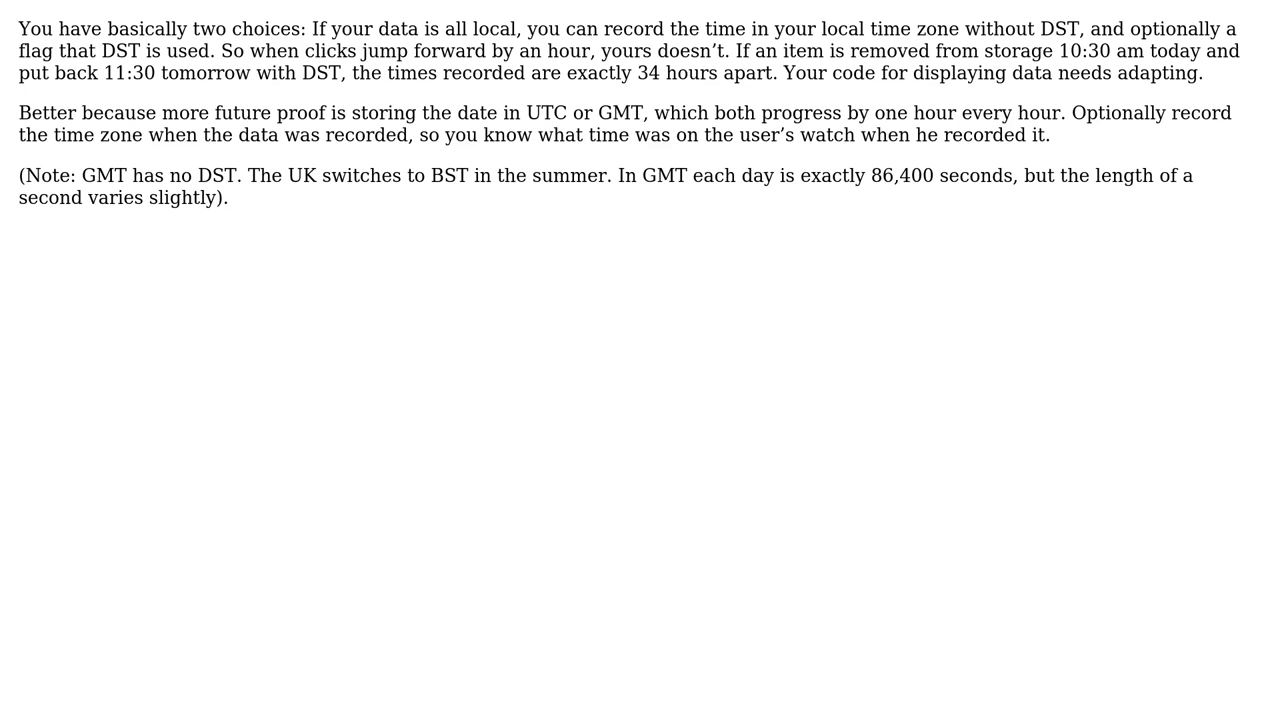 You have basically two choices: If your data is all local, you can record the time in your local time zone without DST, and optionally a
flag that DST is used. So when clicks jump forward by an hour, yours doesn’t. If an item is removed from storage 10:30 am today and
put back 11:30 tomorrow with DST, the times recorded are exactly 34 hours apart. Your code for displaying data needs adapting.
Better because more future proof is storing the date in UTC or GMT, which both progress by one hour every hour. Optionally record
the time zone when the data was recorded, so you know what time was on the user’s watch when he recorded it.
(Note: GMT has no DST. The UK switches to BST in the summer. In GMT each day is exactly 86,400 seconds, but the length of a
second varies slightly).